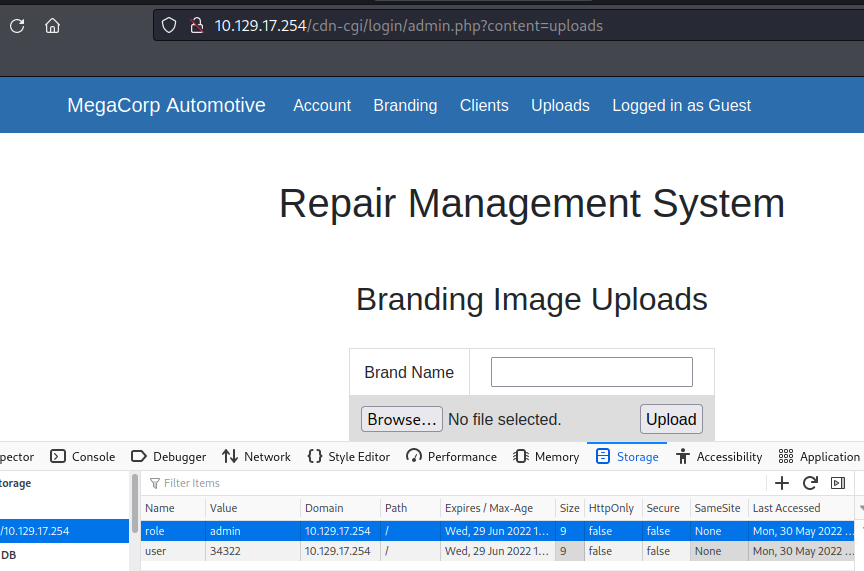 10.129.17.254/cdn-cgi/login/admin.php?content=uploads
MegaCorp Automotive Account Branding Clients Uploads Logged in as Guest
Repair Management System
Branding Image Uploads
Brand Name
Browse... No file selected. Upload
pector Console Debugger Network Style Editor Performance Memory Storage Accessibility Application
torage Filter Items
Name Value Domain Path Expires / Max-Age Size HttpOnly Secure SameSite Last Accessed
/10.129.17.254 role admin 10.129.17.254 / Wed, 29 Jun 2022 1... 9 false false None Mon, 30 May 2022 ...
DB user 34322 10.129.17.254 / Wed, 29 Jun 2022 1... 9 false false None Mon, 30 May 2022 ...